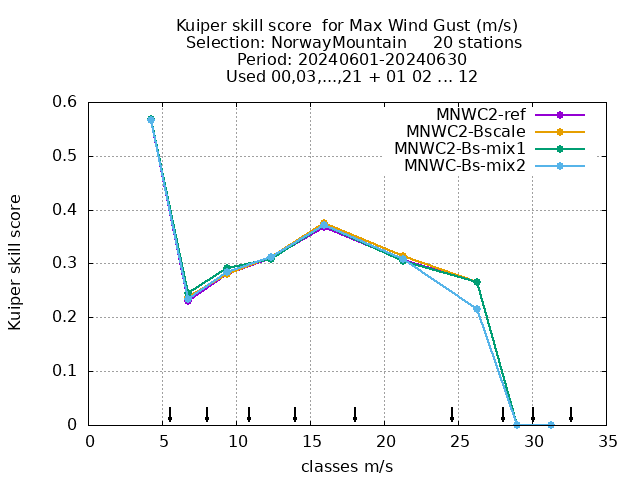 Kuiper skill score  for Max Wind Gust (m/s)
Selection: NorwayMountain     20 stations
Period: 20240601-20240630
Used 00,03,...,21 + 01 02 ... 12
MNWC2-ref
MNWC2-Bscale
MNWC2-Bs-mix1
MNWC-Bs-mix2
Kuiper skill score
0.6
0.5
0.4
0.3
0.2
0.1
0
0 5 10 15 20 25 30 35
classes m/s